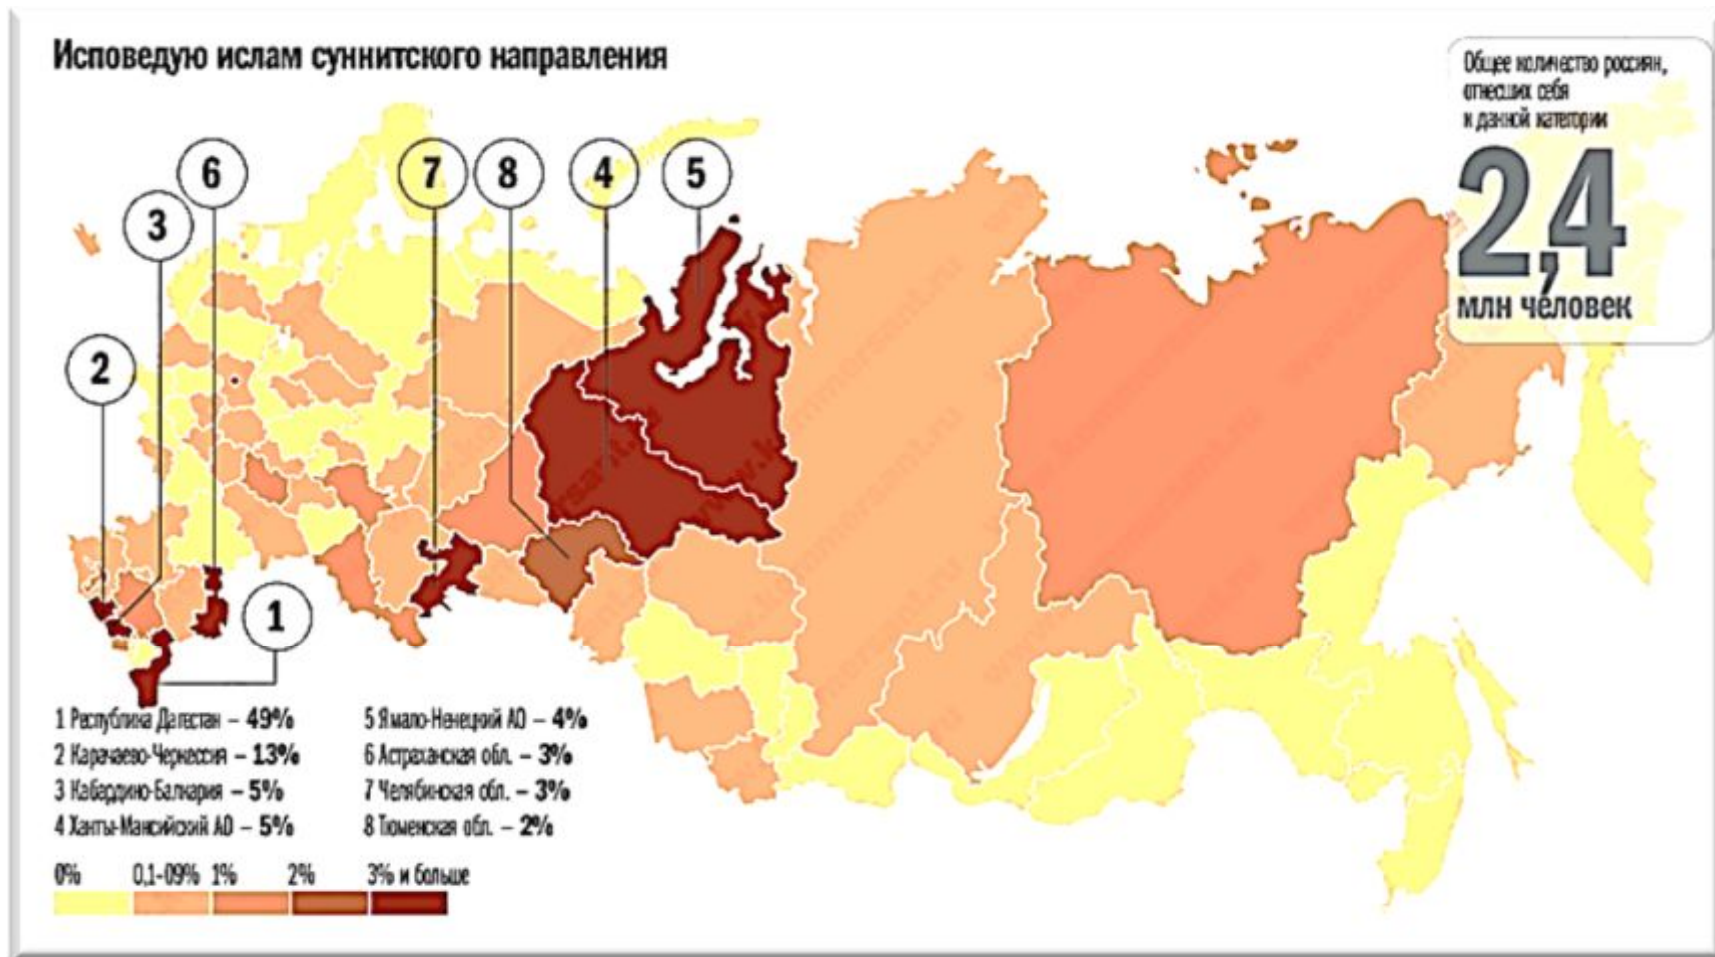 Исповедую ислам суннитского направления
Общее количество россиян,
отнесших себя
к данной категории
2,4
млн человек
6
7
8
4
5
3
2
1
1 Республика Дагестан – 49%
2 Карачаево-Черкессия – 13%
3 Кабардино-Балкария – 5%
4 Ханты-Мансийский АО – 5%
5 Ямало-Ненецкий АО – 4%
6 Астраханская обл. – 3%
7 Челябинская обл. – 3%
8 Тюменская обл. – 2%
0% 0,1-09% 1% 2% 3% и больше